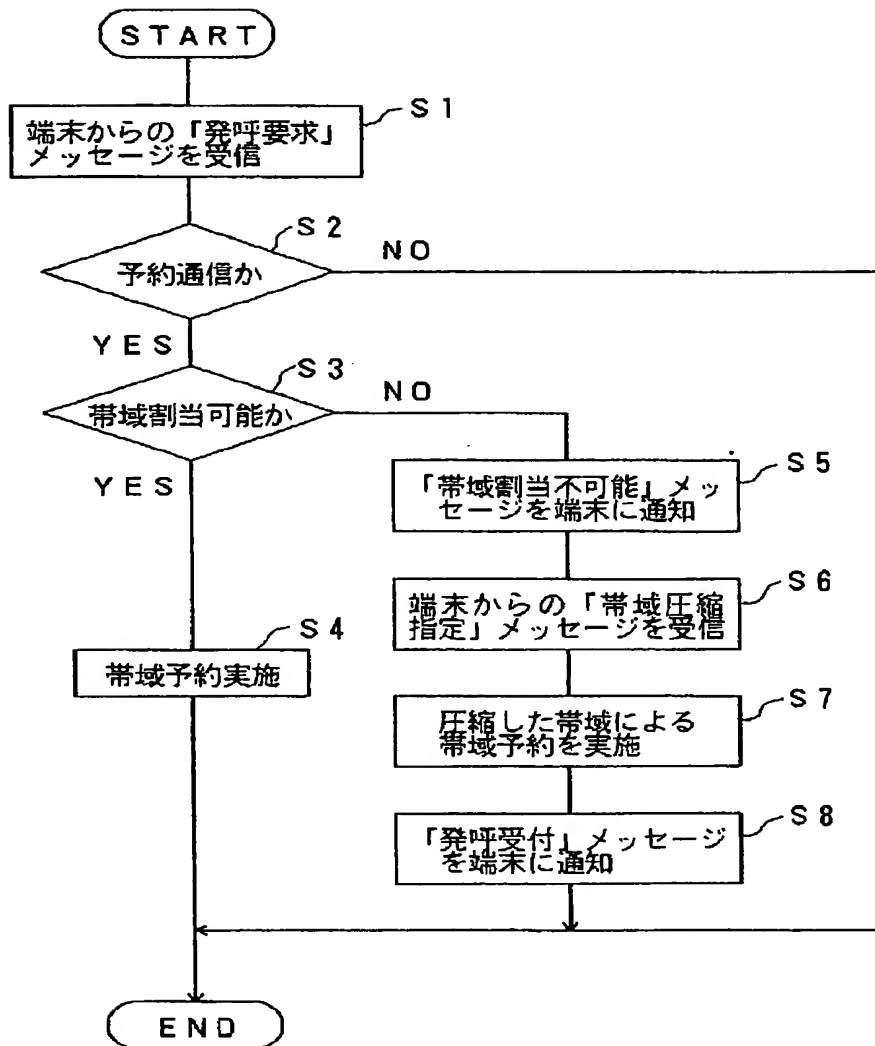 START
S1
端末からの「発呼要求」
メッセージを受信
S2
予約通信か
NO
YES
S3
帯域割当可能か
NO
YES
S5
「帯域割当不可能」メッ
セージを端末に通知
S6
端末からの「帯域圧縮
指定」メッセージを受信
S4
帯域予約実施
S7
圧縮した帯域による
帯域予約を実施
S8
「発呼受付」メッセージ
を端末に通知
END